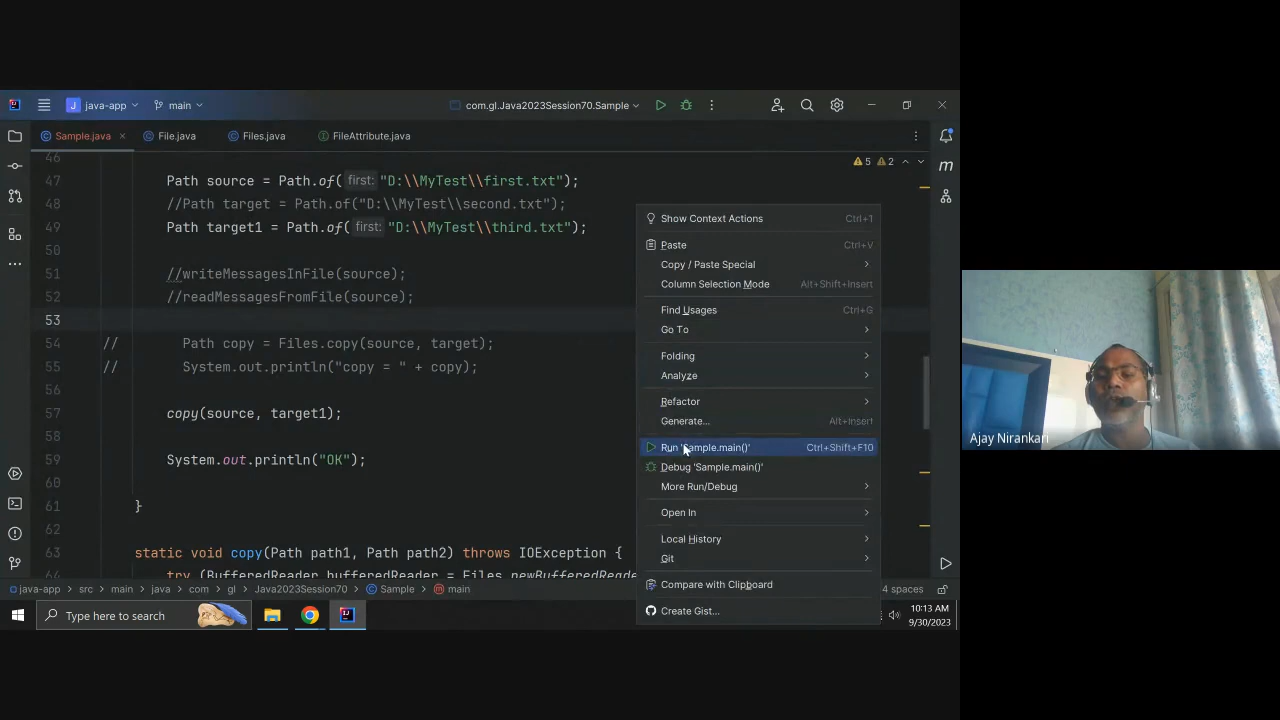 java-app
main
com.gl.Java2023Session70.Sample
Sample.java
File.java
Files.java
FileAttribute.java
46
5
2
47 Path source = Path.of( first: "D:\\MyTest\\first.txt");
48 //Path target = Path.of("D:\\MyTest\\second.txt");
49 Path target1 = Path.of( first: "D:\\MyTest\\third.txt");
50
51 //writeMessagesInFile(source);
52 //readMessagesFromFile(source);
53
54 // Path copy = Files.copy(source, target);
55 // System.out.println("copy = " + copy);
56
57 copy(source, target1);
58
59 System.out.println("OK");
60
61 }
62
63 static void copy(Path path1, Path path2) throws IOException {
64 try (BufferedReader bufferedReader = Files.newBufferedRead
Show Context Actions Ctrl+1
Paste Ctrl+V
Copy / Paste Special
Column Selection Mode Alt+Shift+Insert
Find Usages Ctrl+G
Go To
Folding
Analyze
Refactor
Generate... Alt+Insert
Run 'Sample.main()' Ctrl+Shift+F10
Debug 'Sample.main()'
More Run/Debug
Open In
Local History
Git
Compare with Clipboard
Create Gist...
java-app > src > main > java > com > gl > Java2023Session70 > Sample > main
4 spaces
Type here to search
10:13 AM
9/30/2023
Ajay Nirankari